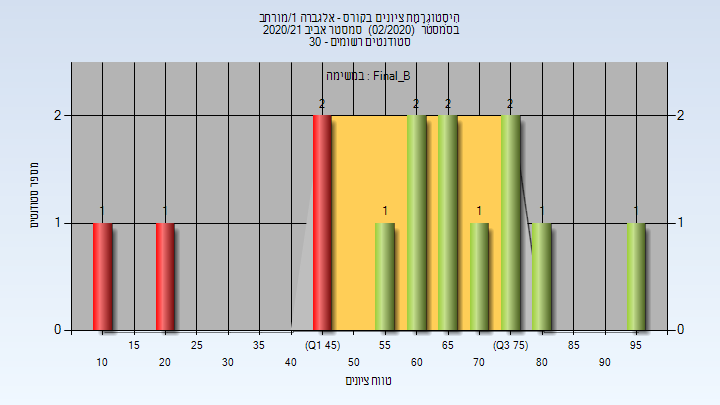 היסטוגרמת ציונים בקורס - אלגברה 1/מורחב
בסמסטר (02/2020) סמסטר אביב 2020/21
סטודנטים רשומים - 30
במשימה : Final_B
מספר סטודנטים
2 2 2 2 2 2
1 1 1 1 1 1 1 1
0 0
15 25 35 (Q1 45) 55 65 (Q3 75) 85 95
10 20 30 40 50 60 70 80 90
טווח ציונים